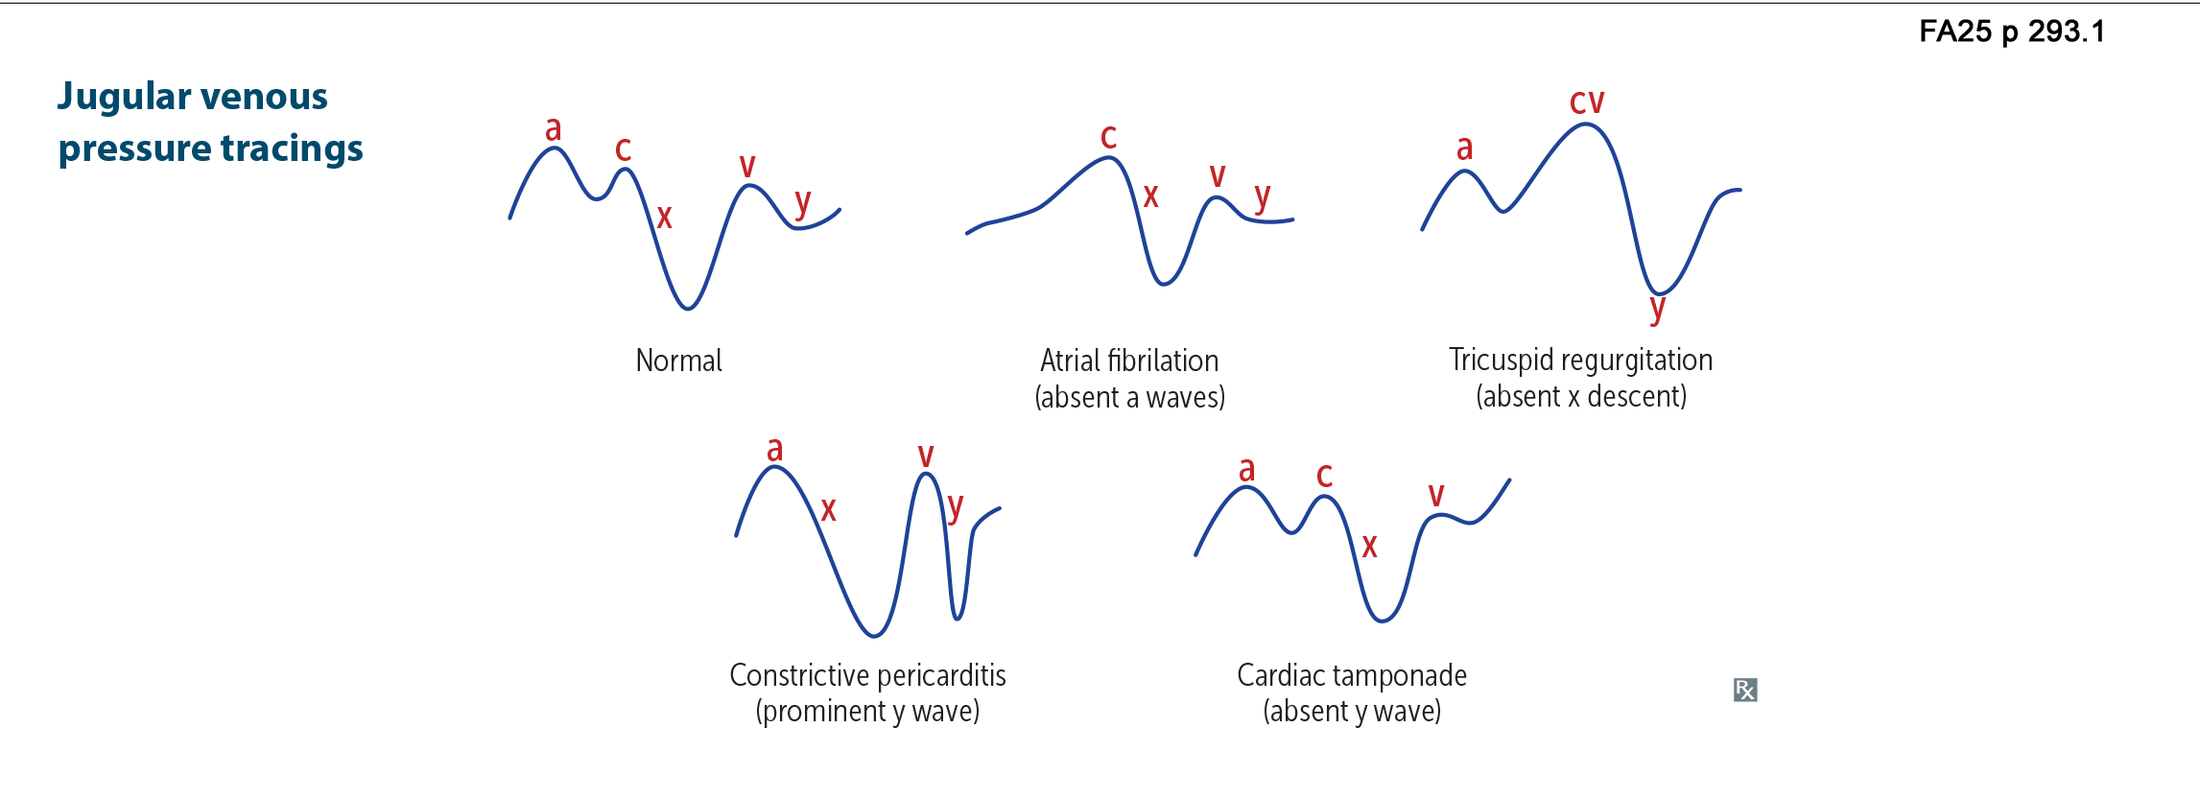 FA25 p 293.1
Jugular venous
pressure tracings
a
c
x
v
y
Normal
c
x
v
y
Atrial fibrilation
(absent a waves)
a
cv
y
Tricuspid regurgitation
(absent x descent)
a
x
v
y
Constrictive pericarditis
(prominent y wave)
a
c
x
v
Cardiac tamponade
(absent y wave)
Rx